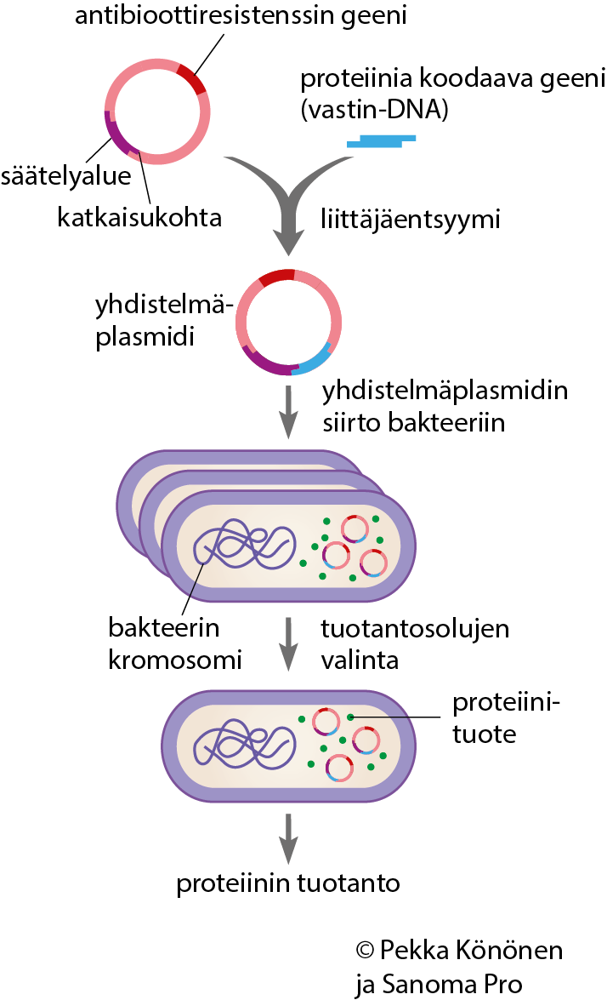 antibioottiresistenssin geeni
proteiinia koodaava geeni
(vastin-DNA)
säätelyalue
katkaisukohta
liittäjäentsyymi
yhdistelmä-
plasmidi
yhdistelmäplasmidin
siirto bakteeriin
bakteerin
kromosomi
tuotantosolujen
valinta
proteiini-
tuote
proteiinin tuotanto
© Pekka Könönen
ja Sanoma Pro